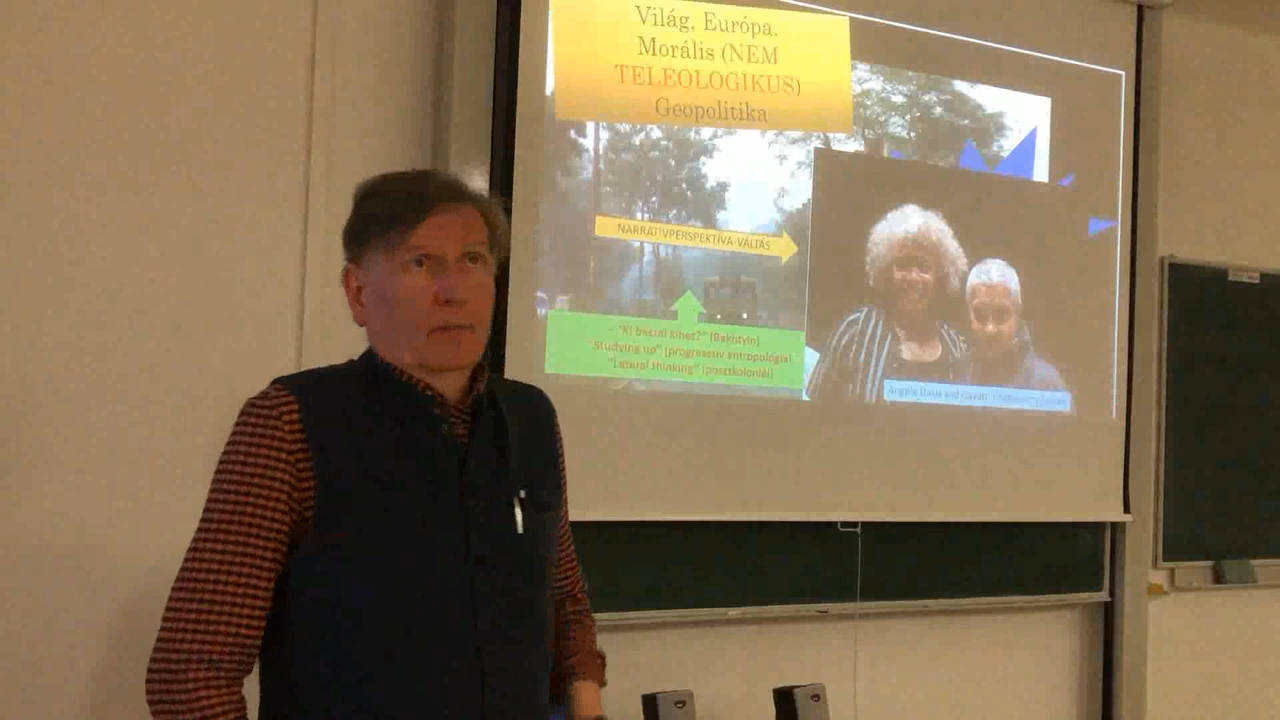 Világ, Európa.
Morális (NEM
TELEOLOGIKUS)
Geopolitika
NARRATÍVPERSPEKTÍVA-VÁLTÁS
- "Ki beszél kihez?" (Bakhtyin)
"Studying up" (progresszív antropológia)
"Lateral thinking" (posztkoloniál)
Angela Davis and Gayatri